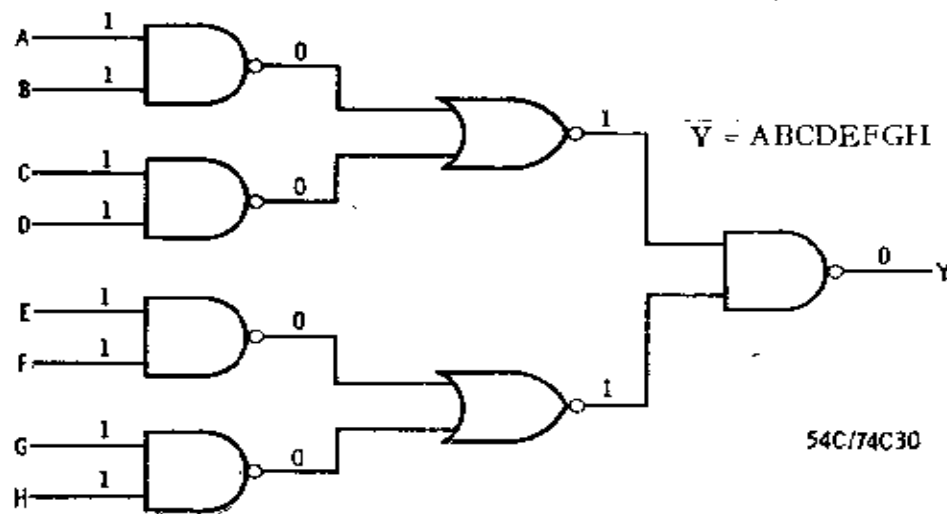 A 1
B 1
0
C 1
D 1
0
1
Y̅ = ABCDEFGH
E 1
F 1
0
G 1
H 1
0
1
0 Y
54C/74C30